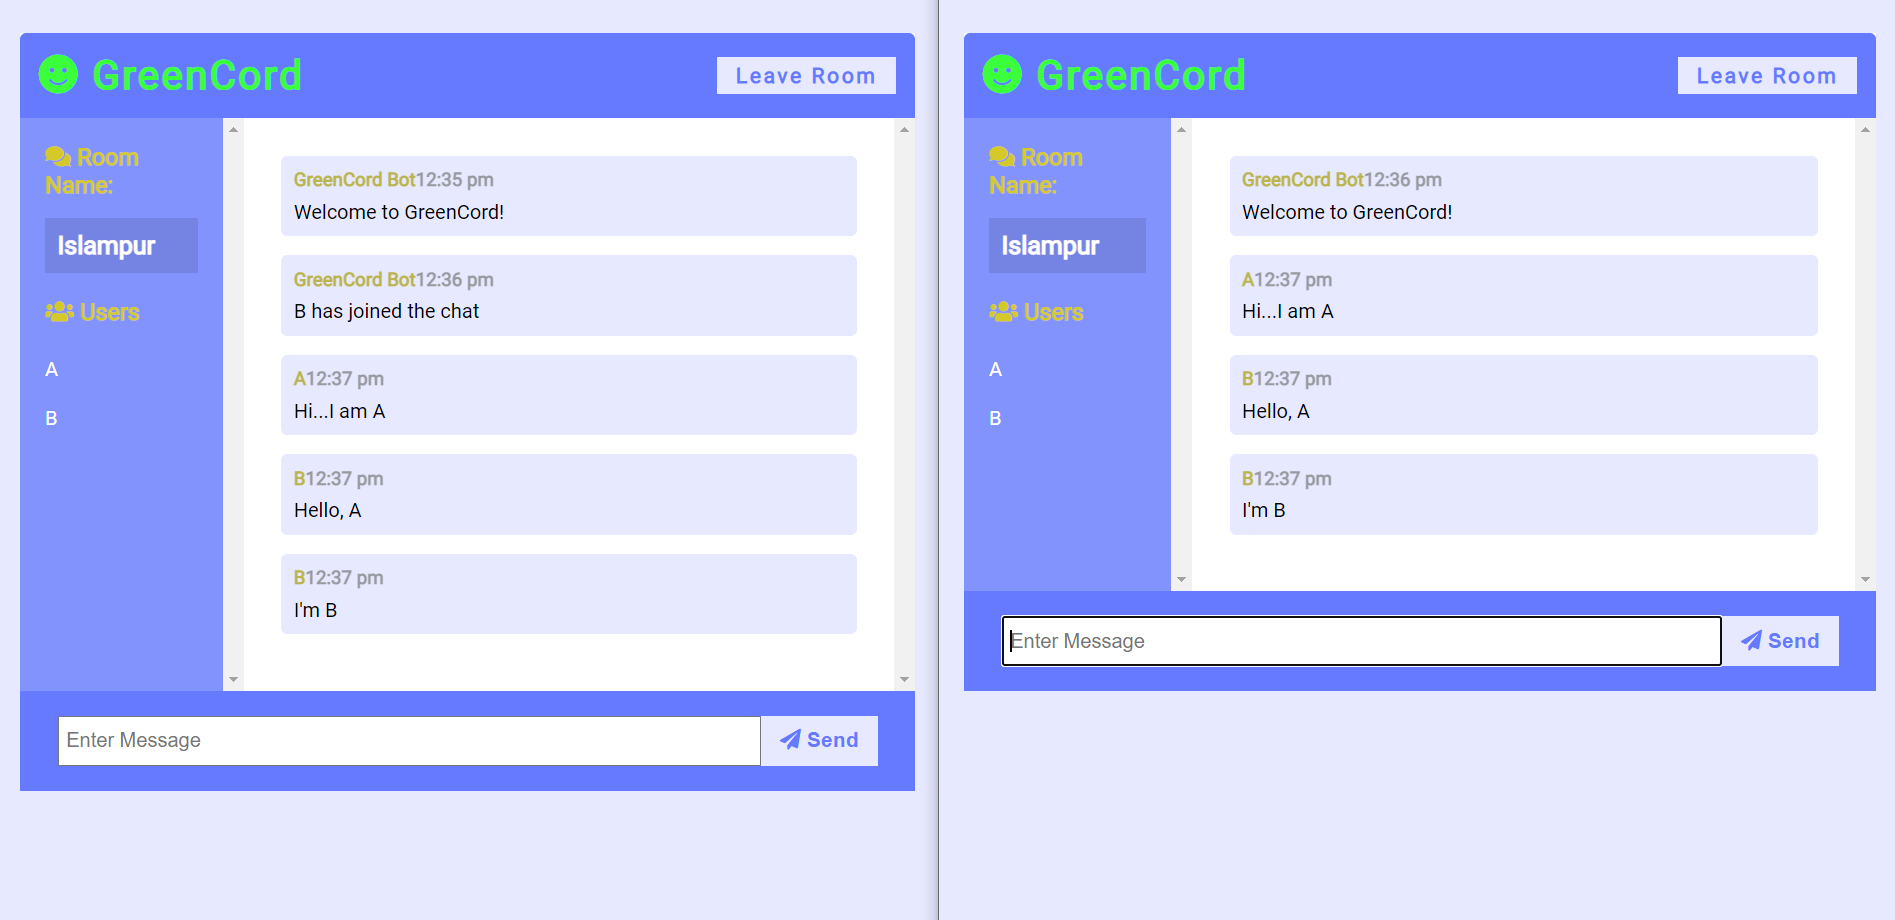 GreenCord
Leave Room
Room
Name:
Islampur
Users
A
B
GreenCord Bot12:35 pm
Welcome to GreenCord!
GreenCord Bot12:36 pm
B has joined the chat
A12:37 pm
Hi...I am A
B12:37 pm
Hello, A
B12:37 pm
I'm B
Enter Message
Send
GreenCord
Leave Room
Room
Name:
Islampur
Users
A
B
GreenCord Bot12:36 pm
Welcome to GreenCord!
A12:37 pm
Hi...I am A
B12:37 pm
Hello, A
B12:37 pm
I'm B
Enter Message
Send